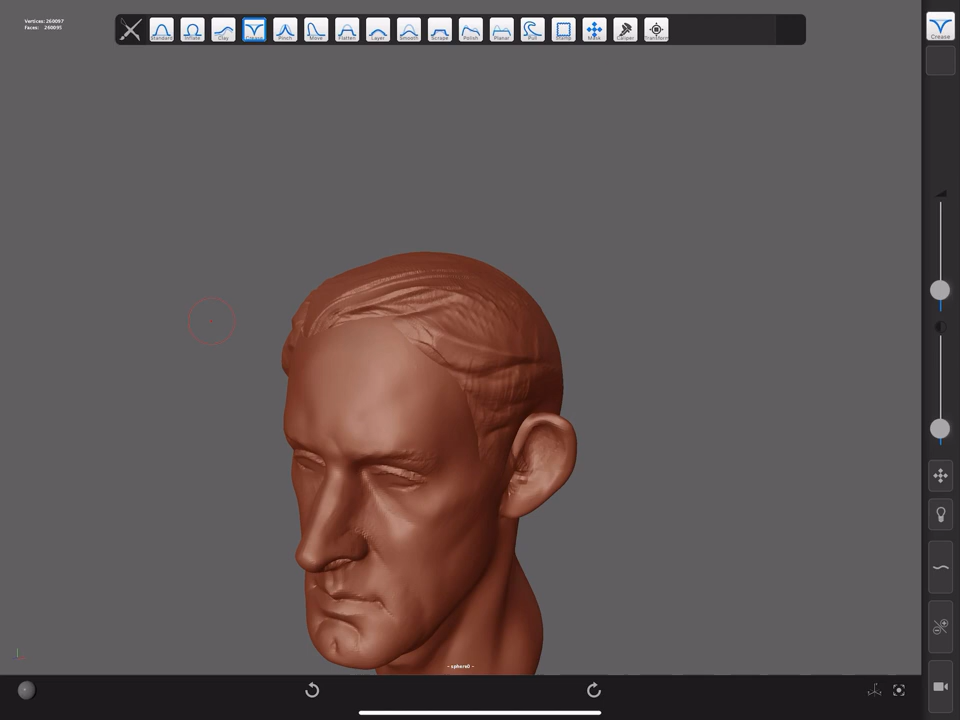 Vertices: 260097
Faces: 260095
Standard Inflate Clay Crease Pinch Move Flatten Layer Smooth Scrape Polish Planar Pull Stamp Mask Caliper Transform
Crease
- sphere0 -